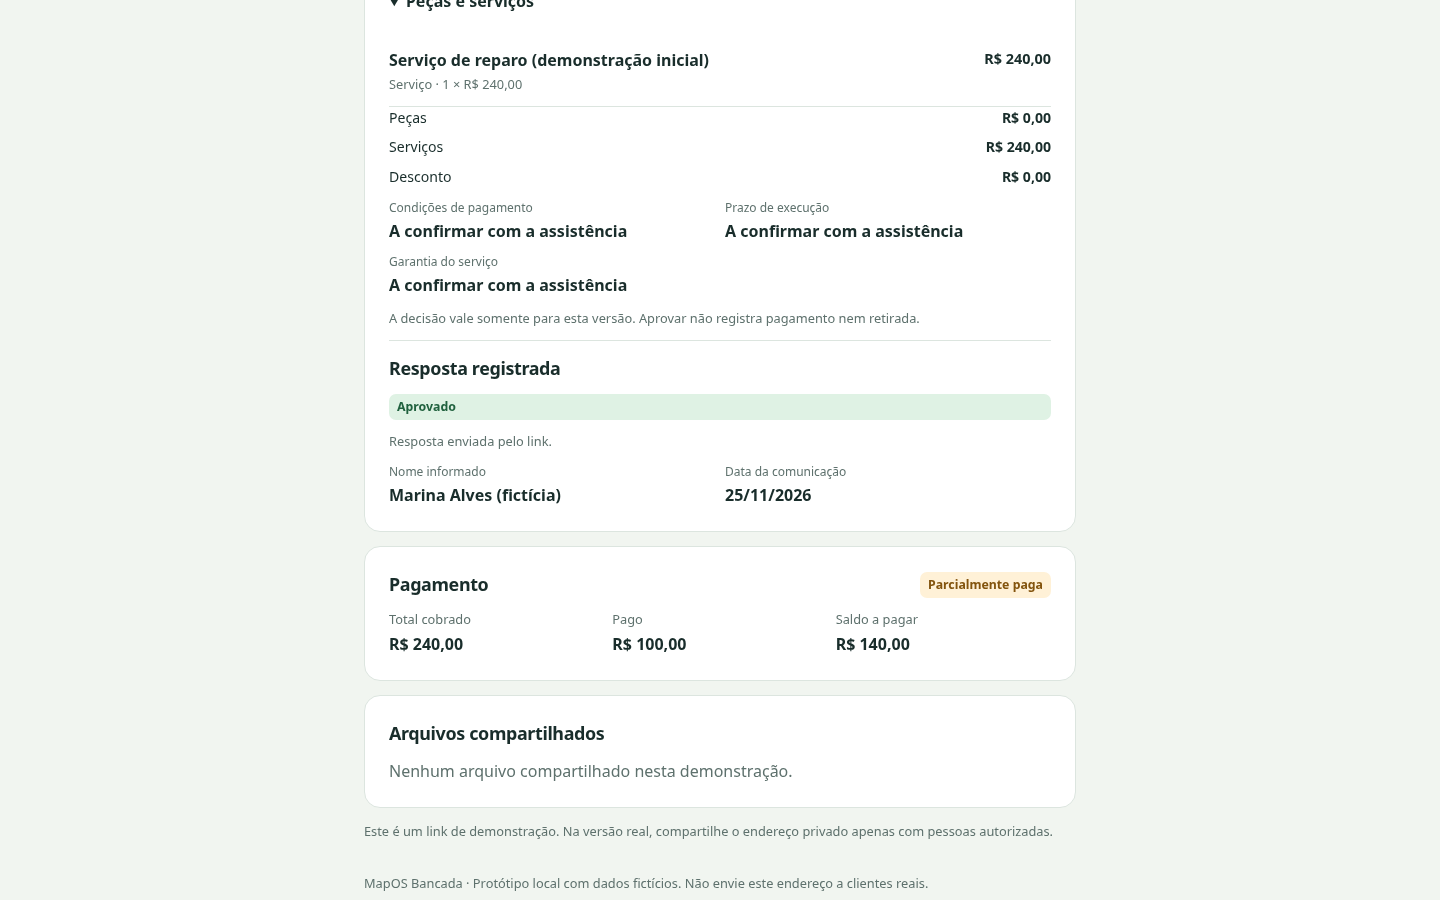 Peças e serviços
Serviço de reparo (demonstração inicial)
R$ 240,00
Serviço · 1 × R$ 240,00
Peças
R$ 0,00
Serviços
R$ 240,00
Desconto
R$ 0,00
Condições de pagamento
Prazo de execução
A confirmar com a assistência
A confirmar com a assistência
Garantia do serviço
A confirmar com a assistência
A decisão vale somente para esta versão. Aprovar não registra pagamento nem retirada.
Resposta registrada
Aprovado
Resposta enviada pelo link.
Nome informado
Data da comunicação
Marina Alves (fictícia)
25/11/2026
Pagamento
Parcialmente paga
Total cobrado
Pago
Saldo a pagar
R$ 240,00
R$ 100,00
R$ 140,00
Arquivos compartilhados
Nenhum arquivo compartilhado nesta demonstração.
Este é um link de demonstração. Na versão real, compartilhe o endereço privado apenas com pessoas autorizadas.
MapOS Bancada · Protótipo local com dados fictícios. Não envie este endereço a clientes reais.